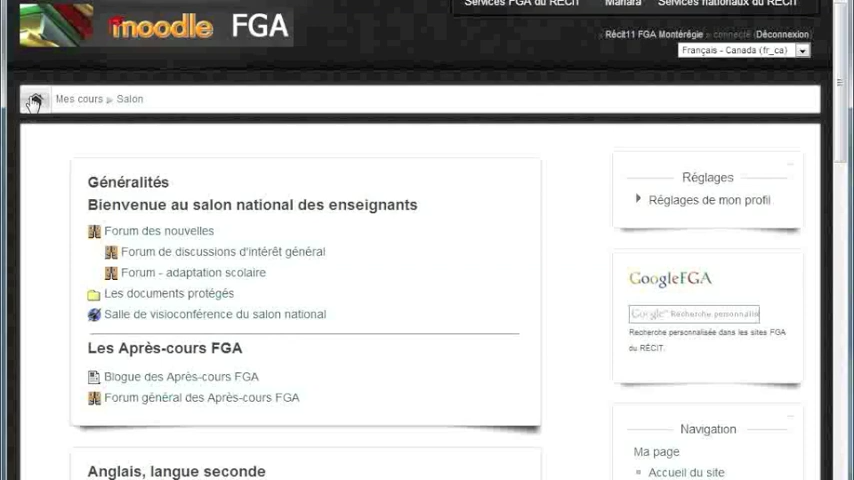 Services FGA du RÉCIT Mahara Services nationaux du RÉCIT
moodle FGA
Récit11 FGA Montérégie connecté (Déconnexion)
Français - Canada (fr_ca)
Mes cours Salon
Généralités
Bienvenue au salon national des enseignants
Forum des nouvelles
Forum de discussions d'intérêt général
Forum - adaptation scolaire
Les documents protégés
Salle de visioconférence du salon national
Les Après-cours FGA
Blogue des Après-cours FGA
Forum général des Après-cours FGA
Anglais, langue seconde
Réglages
Réglages de mon profil
GoogleFGA
Google™ Recherche personnalis
Recherche personnalisée dans les sites FGA
du RÉCIT.
Navigation
Ma page
Accueil du site